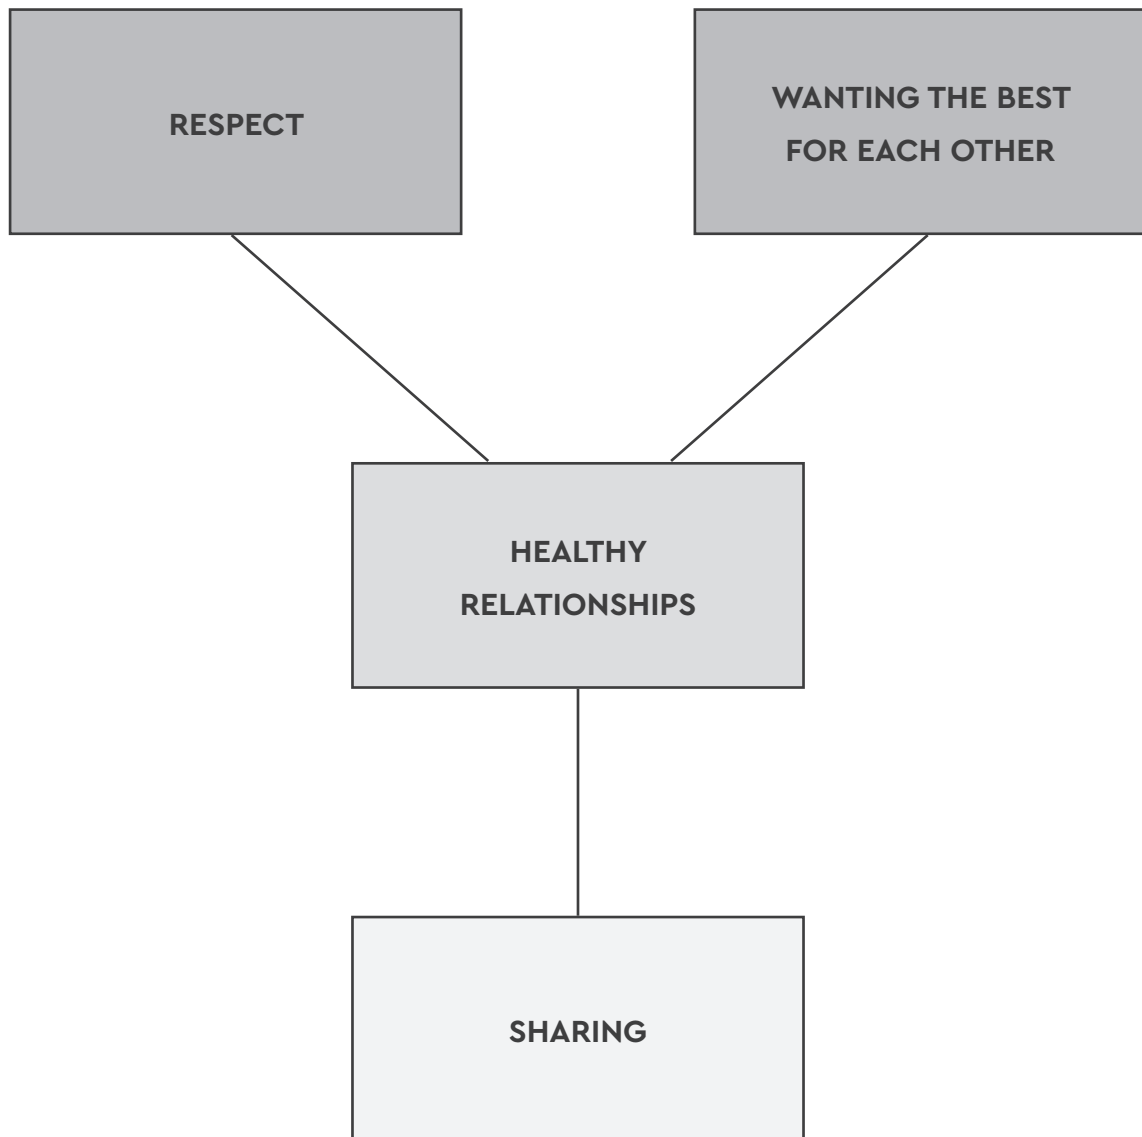 RESPECT
WANTING THE BEST
FOR EACH OTHER
HEALTHY
RELATIONSHIPS
SHARING